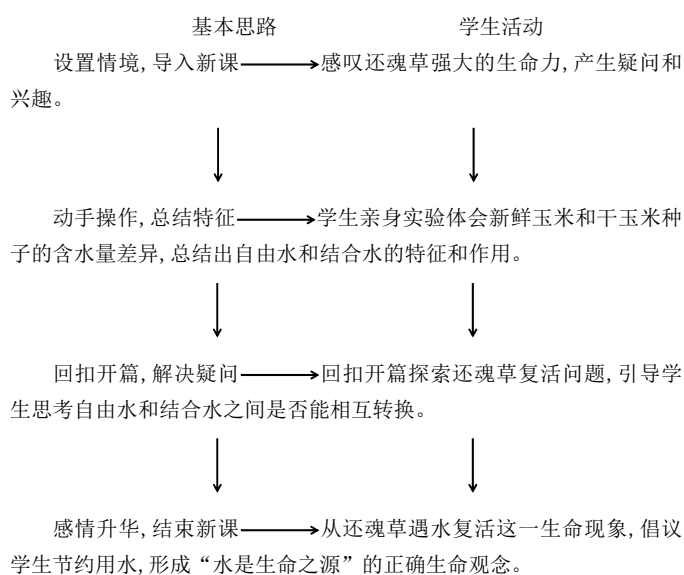 基本思路 学生活动
设置情境,导入新课 感叹还魂草强大的生命力,产生疑问和
兴趣。
动手操作,总结特征 学生亲身实验体会新鲜玉米和干玉米种
子的含水量差异,总结出自由水和结合水的特征和作用。
回扣开篇,解决疑问 回扣开篇探索还魂草复活问题,引导学
生思考自由水和结合水之间是否能相互转换。
感情升华,结束新课 从还魂草遇水复活这一生命现象,倡议
学生节约用水,形成“水是生命之源”的正确生命观念。